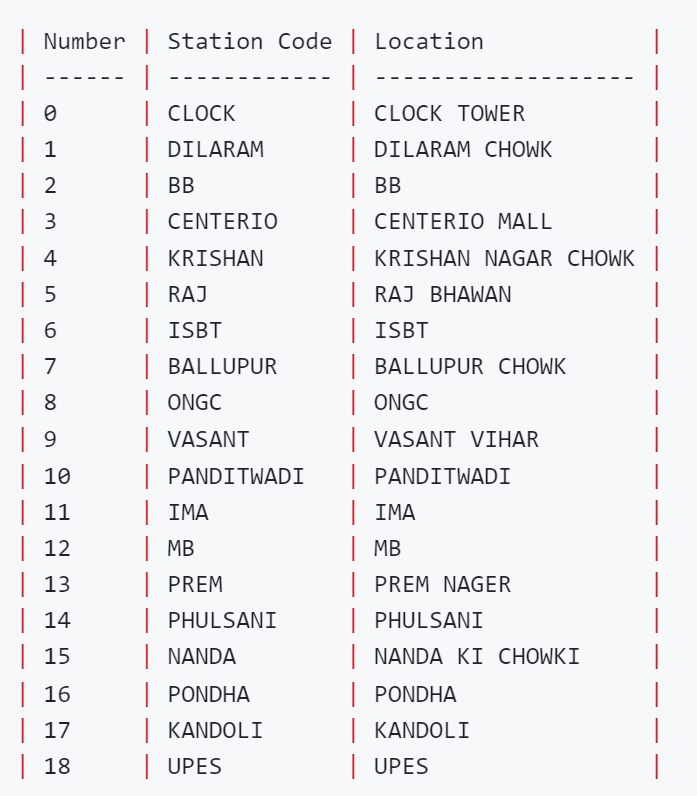 | Number | Station Code | Location            |
| ------ | ------------ | ------------------- |
| 0      | CLOCK        | CLOCK TOWER         |
| 1      | DILARAM      | DILARAM CHOWK       |
| 2      | BB           | BB                  |
| 3      | CENTERIO     | CENTERIO MALL       |
| 4      | KRISHAN      | KRISHAN NAGAR CHOWK |
| 5      | RAJ          | RAJ BHAWAN          |
| 6      | ISBT         | ISBT                |
| 7      | BALLUPUR     | BALLUPUR CHOWK      |
| 8      | ONGC         | ONGC                |
| 9      | VASANT       | VASANT VIHAR        |
| 10     | PANDITWADI   | PANDITWADI          |
| 11     | IMA          | IMA                 |
| 12     | MB           | MB                  |
| 13     | PREM         | PREM NAGER          |
| 14     | PHULSANI     | PHULSANI            |
| 15     | NANDA        | NANDA KI CHOWKI     |
| 16     | PONDHA       | PONDHA              |
| 17     | KANDOLI      | KANDOLI             |
| 18     | UPES         | UPES                |